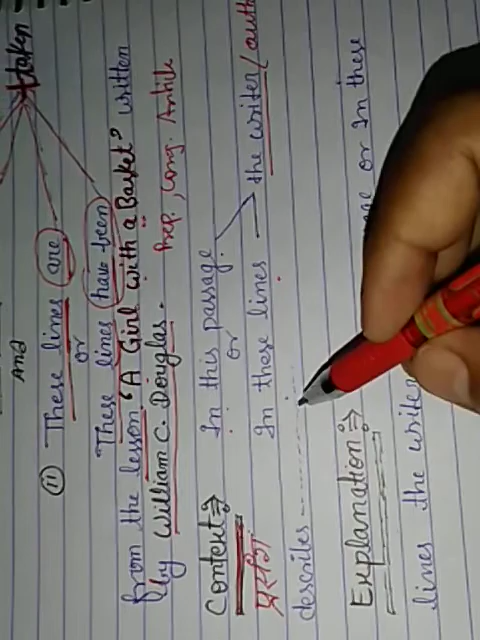 taken
And
(ii) These lines are
or
These lines have been
from the lesson "A Girl with a Basket" written
by William C. Douglas. Prep., Conj. Article
Content⇒ In this passage
or
the writer/auth
प्रसंग In these lines
describes
Explanation⇒ age or In these
lines the writer